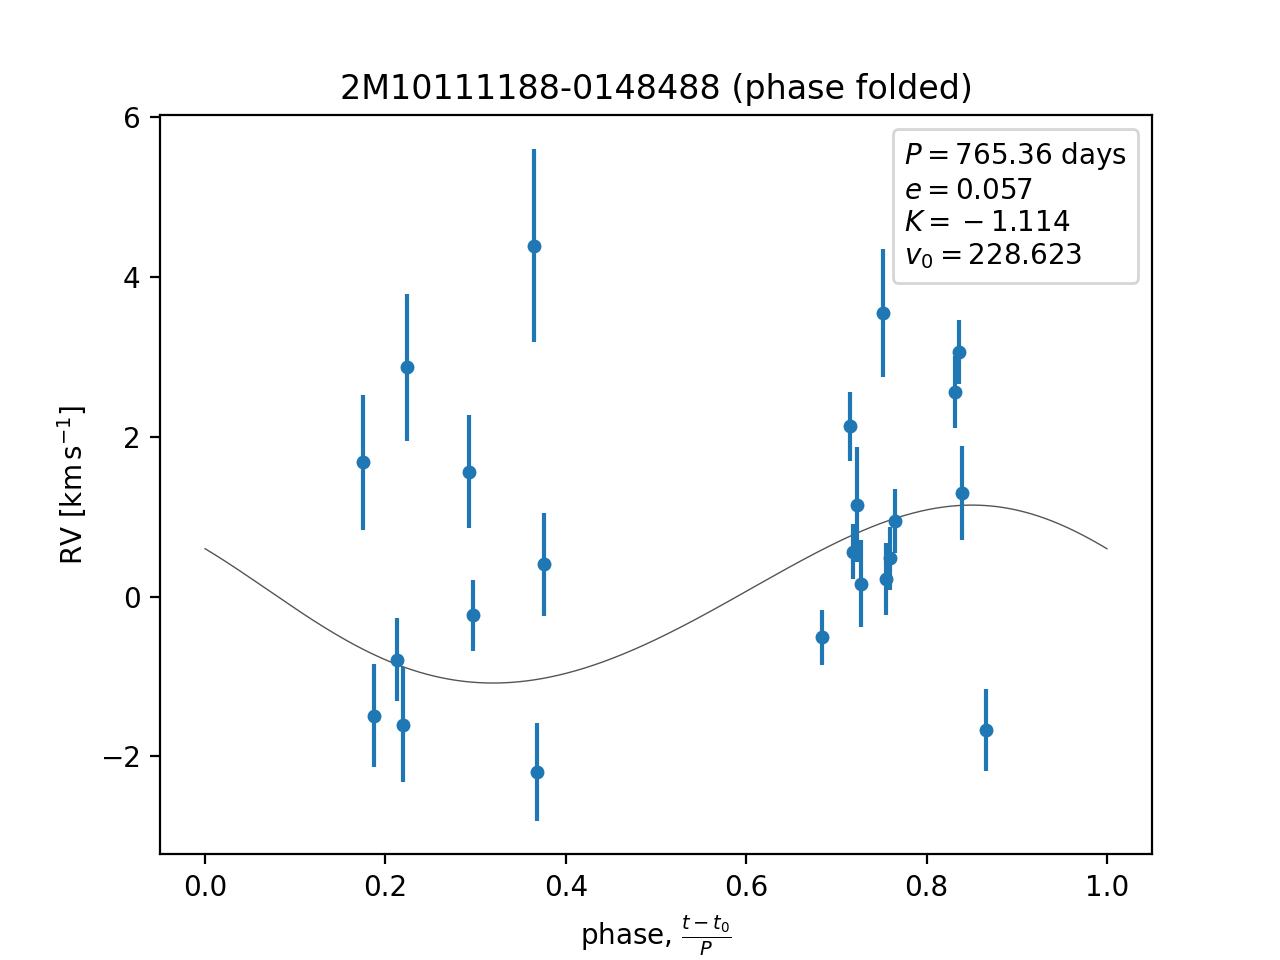 2M10111188-0148488 (phase folded)
P = 765.36 days
e = 0.057
K = −1.114
v₀ = 228.623
6
4
2
0
−2
RV [km s⁻¹]
0.0 0.2 0.4 0.6 0.8 1.0
phase, (t − t₀)/P